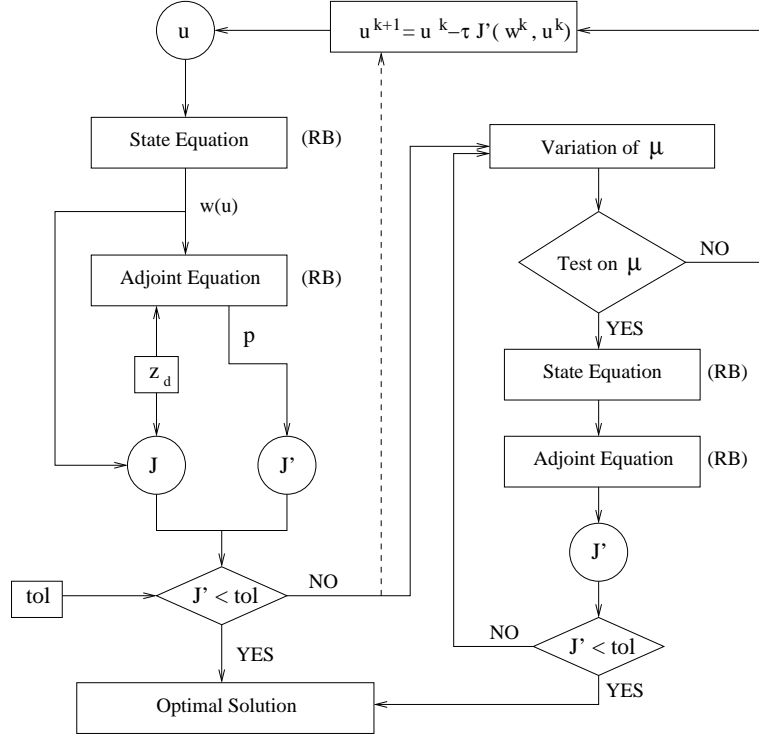 u
u^{k+1} = u^k − τ J'( w^k , u^k )
State Equation
(RB)
w(u)
Adjoint Equation
(RB)
p
z_d
J
J'
tol
J' < tol
NO
YES
Optimal Solution
Variation of μ
Test on μ
NO
YES
State Equation
(RB)
Adjoint Equation
(RB)
J'
J' < tol
NO
YES